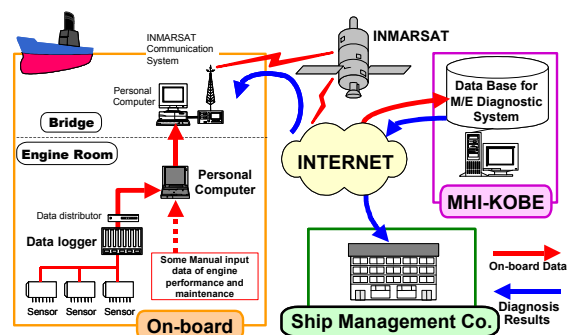 INMARSAT
Communication
System
Personal
Computer
Bridge
Engine Room
Personal
Computer
Data distributor
Data logger
Some Manual input
data of engine
performance and
maintenance
Sensor
Sensor
Sensor
On-board
INMARSAT
INTERNET
Data Base for
M/E Diagnostic
System
MHI-KOBE
Ship Management Co.
On-board Data
Diagnosis
Results